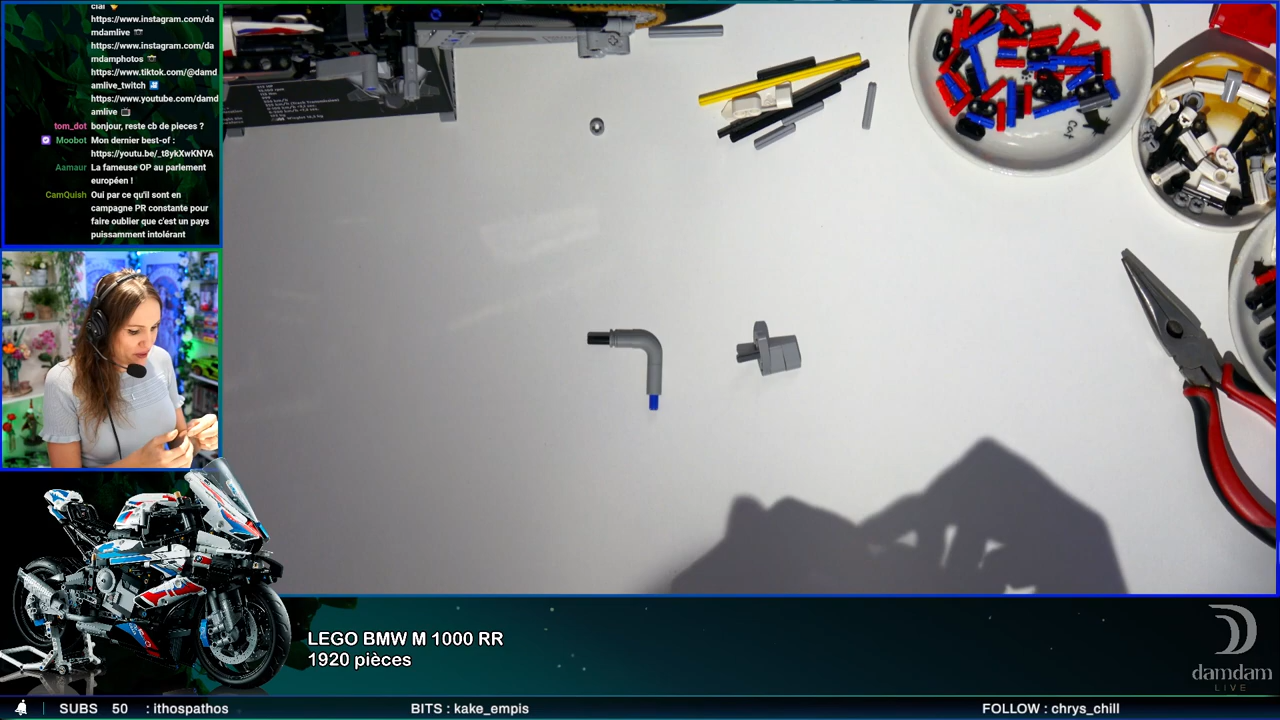 cial
https://www.instagram.com/da
mdamlive
https://www.instagram.com/da
mdamphotos
https://www.tiktok.com/@damd
amlive_twitch
https://www.youtube.com/damd
amlive
tom_dot bonjour, reste cb de pieces ?
Moobot Mon dernier best-of :
https://youtu.be/_t8ykXwKNYA
Aamaur La fameuse OP au parlement
européen !
CamQuish Oui par ce qu'il sont en
campagne PR constante pour
faire oublier que c'est un pays
puissamment intolérant
Cat
LEGO BMW M 1000 RR
1920 pièces
damdam
LIVE
SUBS 50 : ithospathos
BITS : kake_empis
FOLLOW : chrys_chill